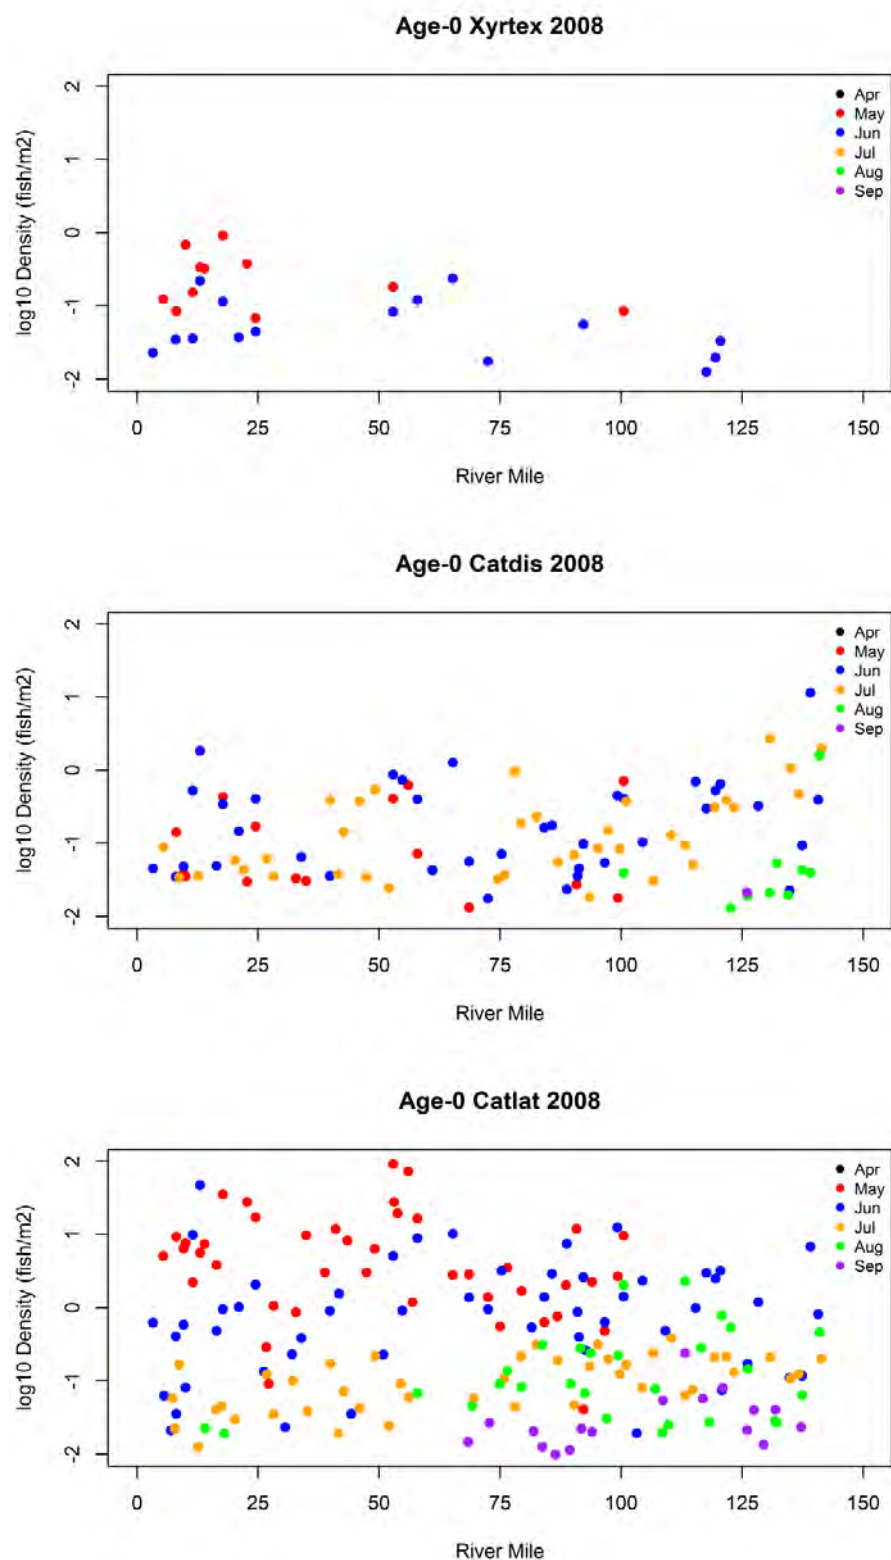 Age-0 Xyrtex 2008
log10 Density (fish/m2)
2
1
0
-1
-2
Apr
May
Jun
Jul
Aug
Sep
0 25 50 75 100 125 150
River Mile
Age-0 Catdis 2008
log10 Density (fish/m2)
2
1
0
-1
-2
Apr
May
Jun
Jul
Aug
Sep
0 25 50 75 100 125 150
River Mile
Age-0 Catlat 2008
log10 Density (fish/m2)
2
1
0
-1
-2
Apr
May
Jun
Jul
Aug
Sep
0 25 50 75 100 125 150
River Mile